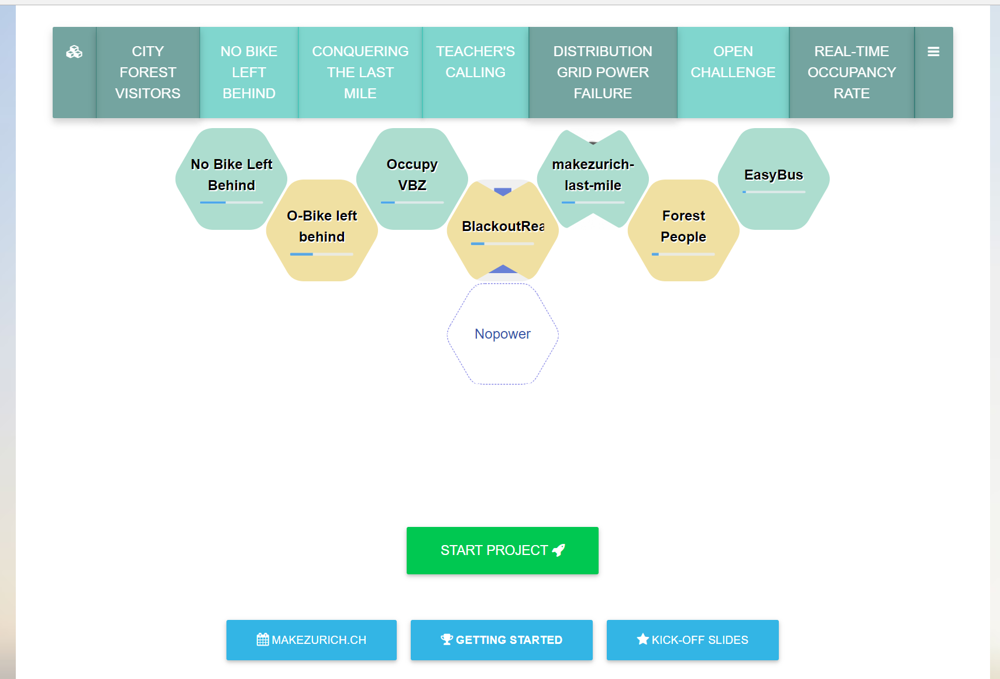 CITY
FOREST
VISITORS
NO BIKE
LEFT
BEHIND
CONQUERING
THE LAST
MILE
TEACHER'S
CALLING
DISTRIBUTION
GRID POWER
FAILURE
OPEN
CHALLENGE
REAL-TIME
OCCUPANCY
RATE
No Bike Left
Behind
Occupy
VBZ
makezurich-
last-mile
EasyBus
O-Bike left
behind
BlackoutRea
Forest
People
Nopower
START PROJECT
MAKEZURICH.CH
GETTING STARTED
KICK-OFF SLIDES